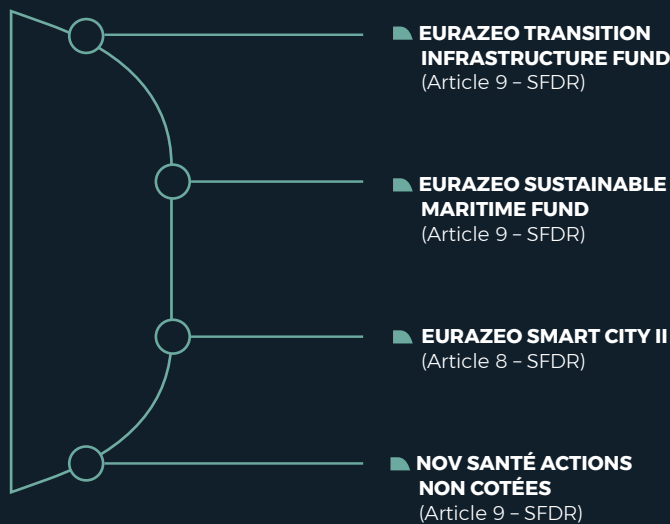 EURAZEO TRANSITION
INFRASTRUCTURE FUND
(Article 9 – SFDR)
EURAZEO SUSTAINABLE
MARITIME FUND
(Article 9 – SFDR)
EURAZEO SMART CITY II
(Article 8 – SFDR)
NOV SANTÉ ACTIONS
NON COTÉES
(Article 9 – SFDR)